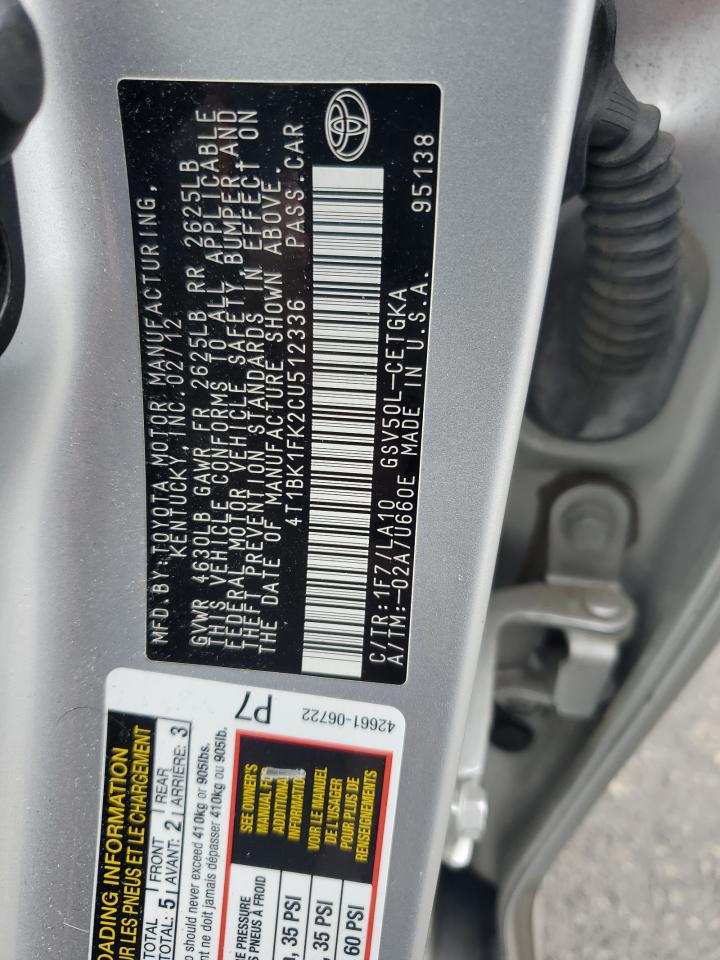 MFD.BY:TOYOTA MOTOR MANUFACTURING,
KENTUCKY, INC.02/12
GVWR 4630LB GAWR FR 2625LB RR 2625LB
THIS VEHICLE CONFORMS TO ALL APPLICABLE
FEDERAL MOTOR VEHICLE SAFETY,BUMPER,AND
THEFT PREVENTION STANDARDS IN EFFECT ON
THE DATE OF MANUFACTURE SHOWN ABOVE.
4T1BK1FK2CU512336 PASS.CAR
C/TR:1F7/LA10 GSV50L-CETGKA
A/TM:-02A/U660E MADE IN U.S.A. 95138
P7
42661-06722
OADING INFORMATION
UR LES PNEUS ET LE CHARGEMENT
TOTAL: 5 FRONT 2 REAR 3
TOTAL: AVANT: ARRIÈRE:
should never exceed 410kg or 905lbs.
nt ne doit jamais dépasser 410kg ou 905lb.
E PRESSURE
S PNEUS À FROID
35 PSI
35 PSI
60 PSI
SEE OWNER'S
MANUAL FOR
ADDITIONAL
INFORMATION
VOIR LE MANUEL
DE L'USAGER
POUR PLUS DE
RENSEIGNEMENTS